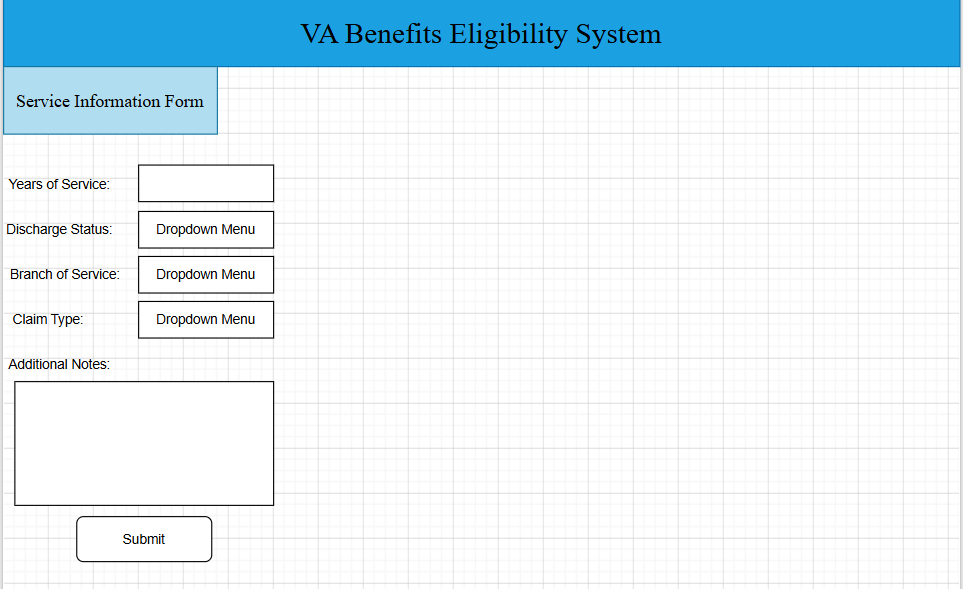 VA Benefits Eligibility System
Service Information Form
Years of Service:
Discharge Status: Dropdown Menu
Branch of Service: Dropdown Menu
Claim Type: Dropdown Menu
Additional Notes:
Submit